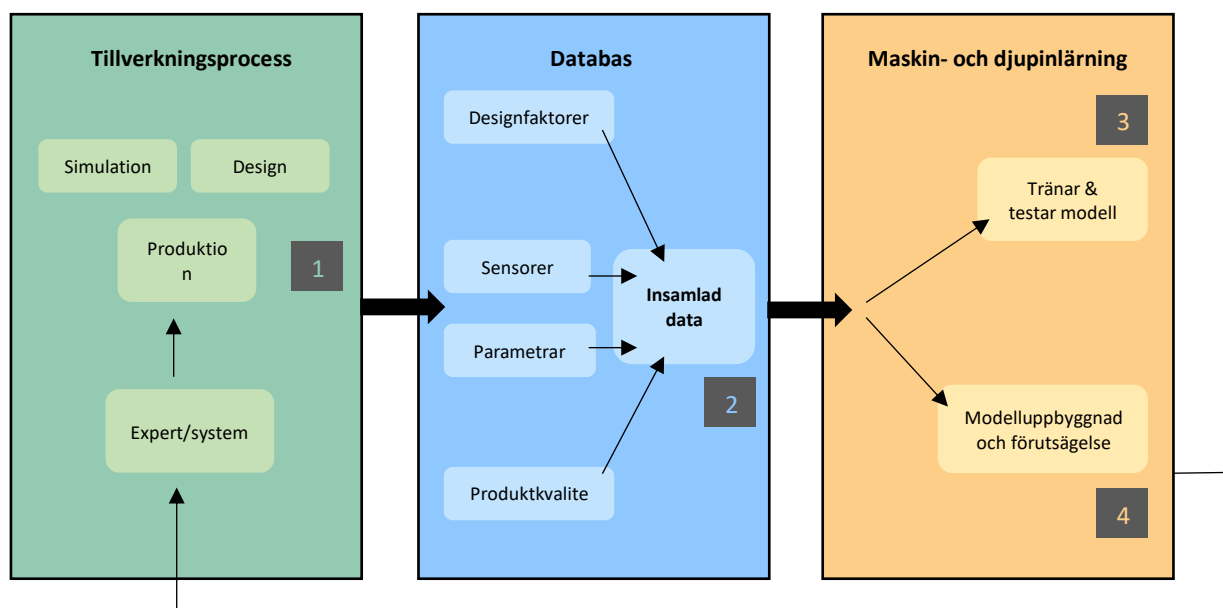 Tillverkningsprocess
Simulation
Design
Produktio
n
1
Expert/system
Databas
Designfaktorer
Sensorer
Insamlad
data
Parametrar
2
Produktkvalite
Maskin- och djupinlärning
3
Tränar &
testar modell
Modelluppbyggnad
och förutsägelse
4